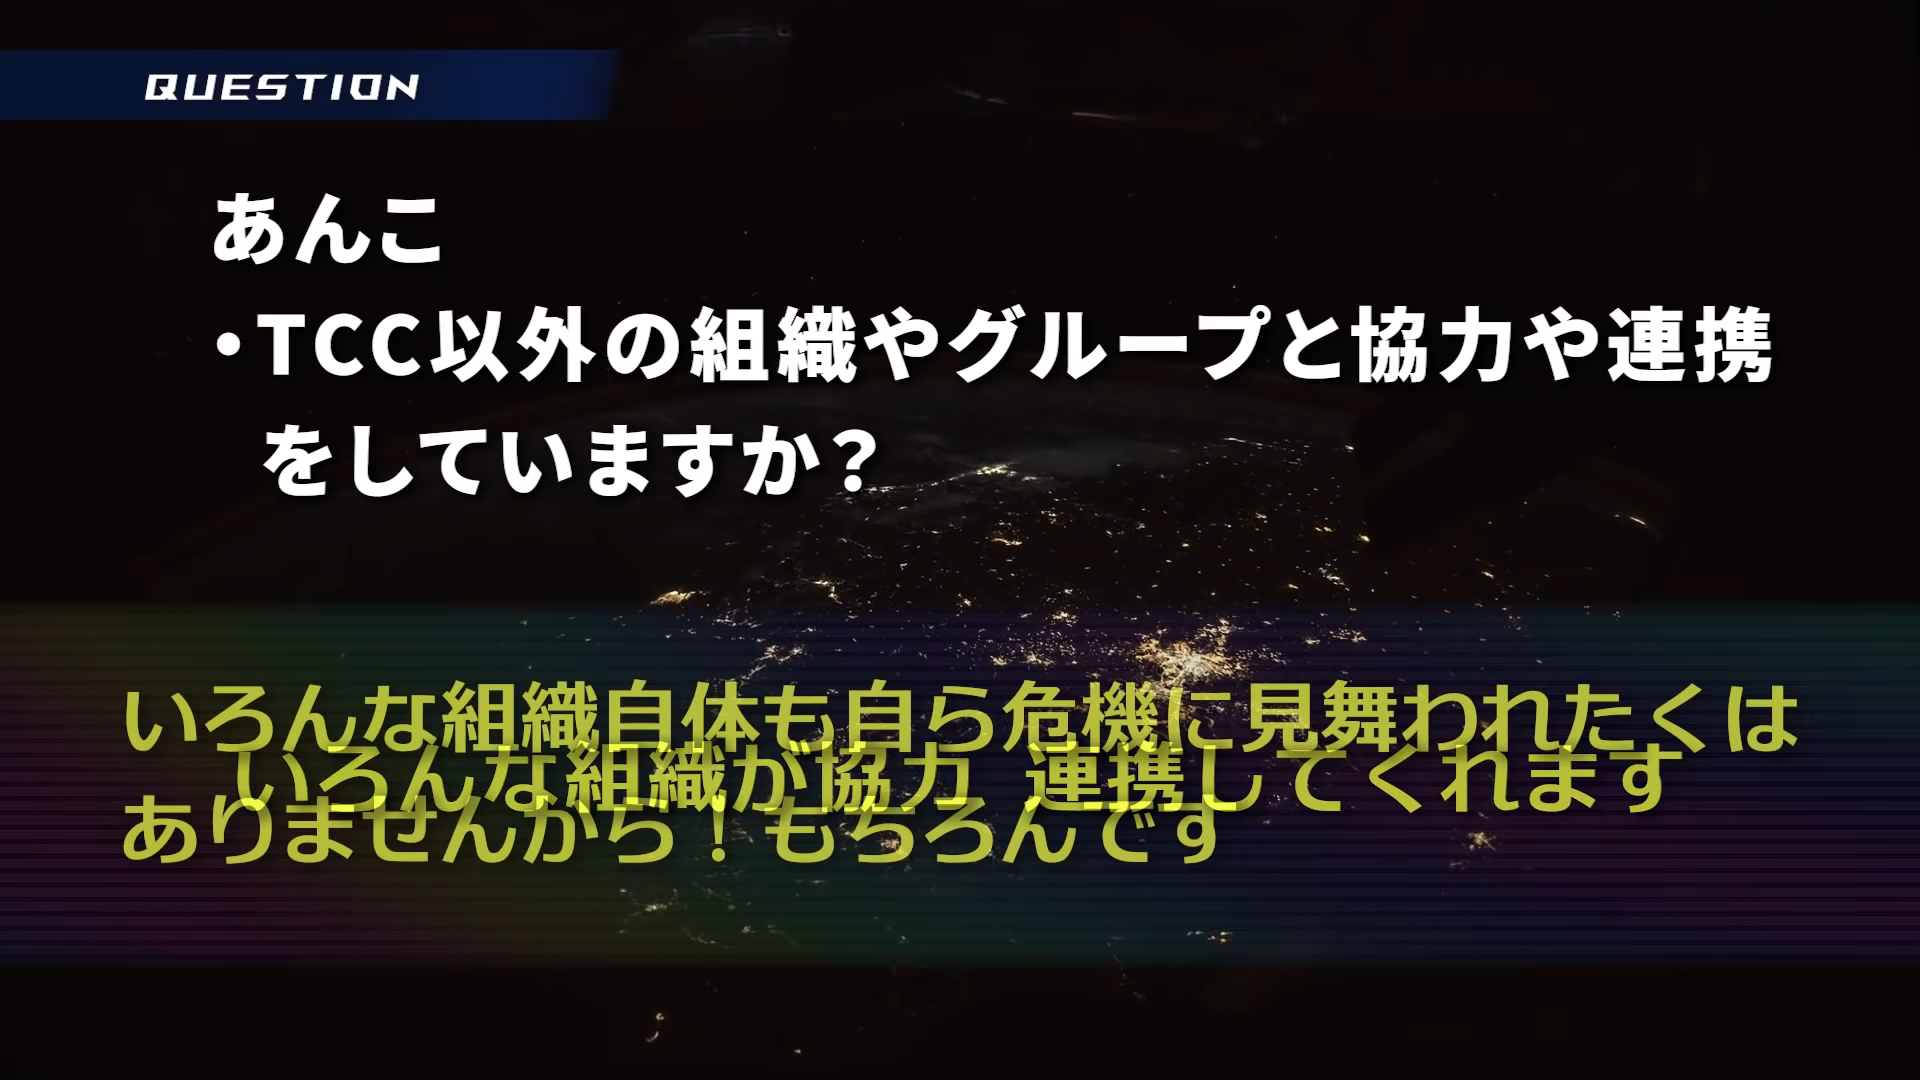 QUESTION
あんこ
・TCC以外の組織やグループと協力や連携
をしていますか？
いろんな組織自体も自ら危機に見舞われたくは
いろんな組織が協力 連携してくれます
ありませんから！もちろんです